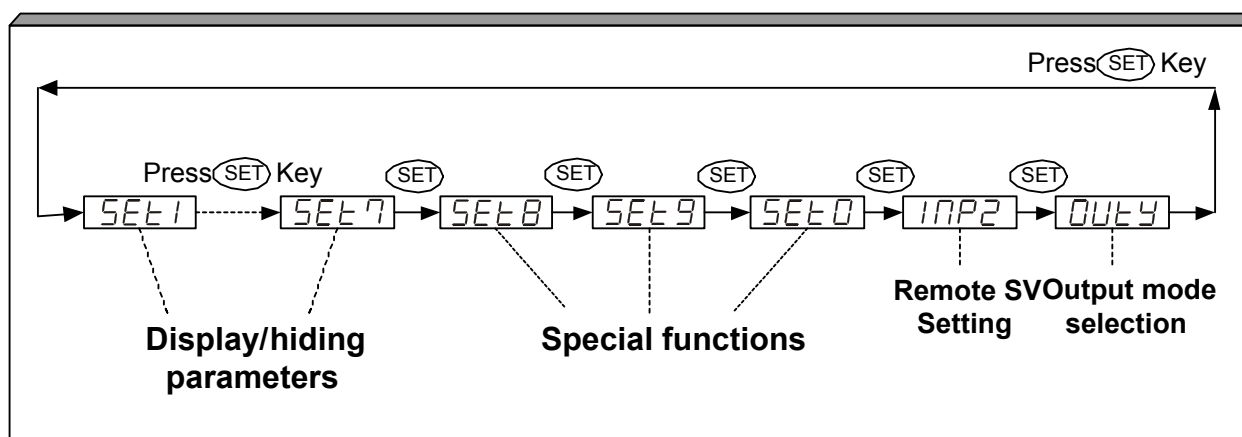 Press SET Key
Press SET Key SET SET SET SET SET
SEt1 SEt7 SEt8 SEt9 SEt0 INP2 OUtY
Remote SV Output mode
Setting selection
Display/hiding Special functions
parameters